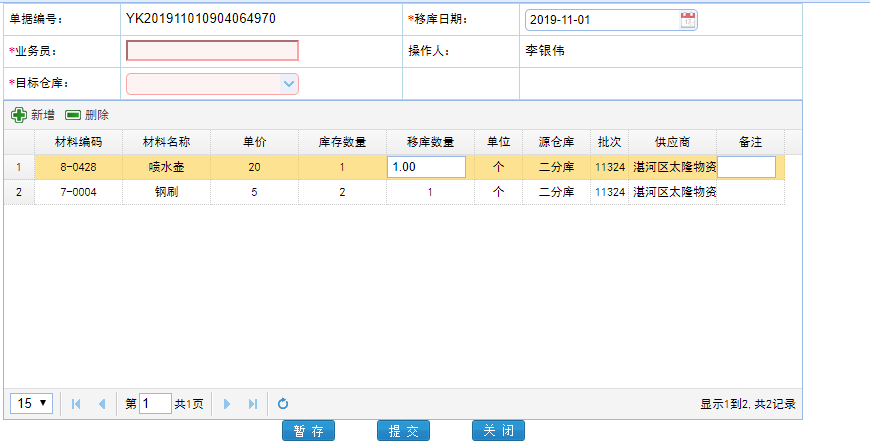 单据编号： YK201911010904064970 *移库日期： 2019-11-01
*业务员： 操作人： 李银伟
*目标仓库：
新增 删除
材料编码 材料名称 单价 库存数量 移库数量 单位 源仓库 批次 供应商 备注
1 8-0428 喷水壶 20 1 1.00 个 二分库 11324 湛河区太隆物资
2 7-0004 钢刷 5 2 1 个 二分库 11324 湛河区太隆物资
15 第 1 共1页 显示1到2, 共2记录
暂 存 提 交 关 闭